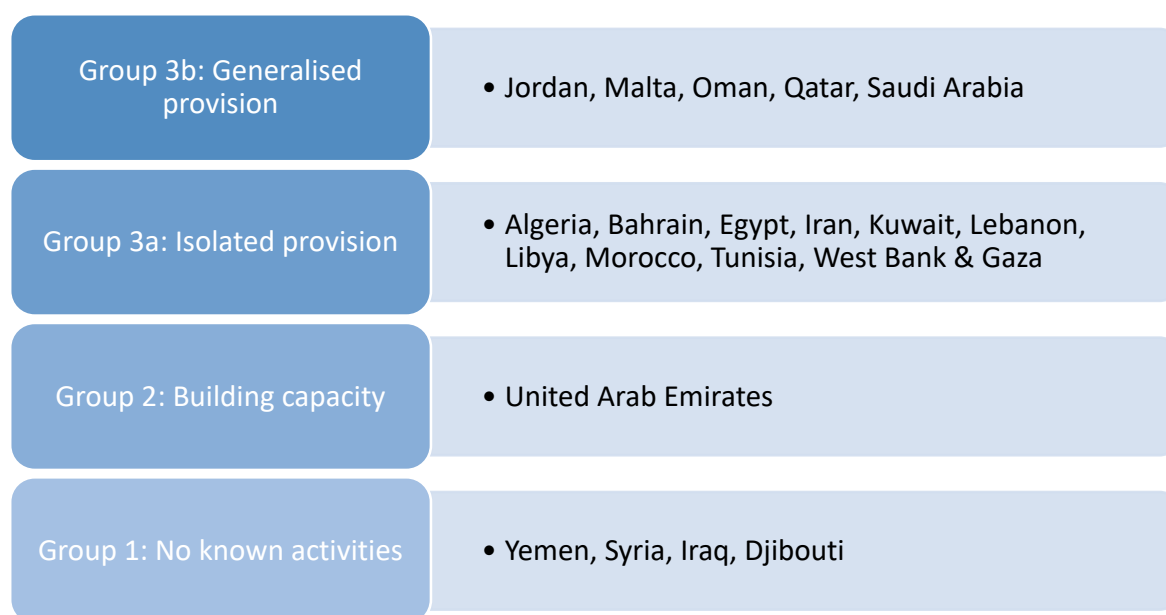 Group 3b: Generalised
provision
• Jordan, Malta, Oman, Qatar, Saudi Arabia
Group 3a: Isolated provision
• Algeria, Bahrain, Egypt, Iran, Kuwait, Lebanon,
Libya, Morocco, Tunisia, West Bank & Gaza
Group 2: Building capacity
• United Arab Emirates
Group 1: No known activities
• Yemen, Syria, Iraq, Djibouti